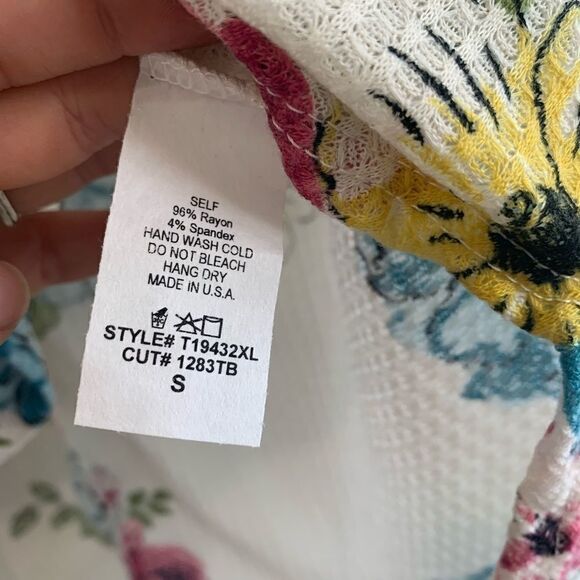 SELF
96% Rayon
4% Spandex
HAND WASH COLD
DO NOT BLEACH
HANG DRY
MADE IN U.S.A.
STYLE# T19432XL
CUT# 1283TB
S